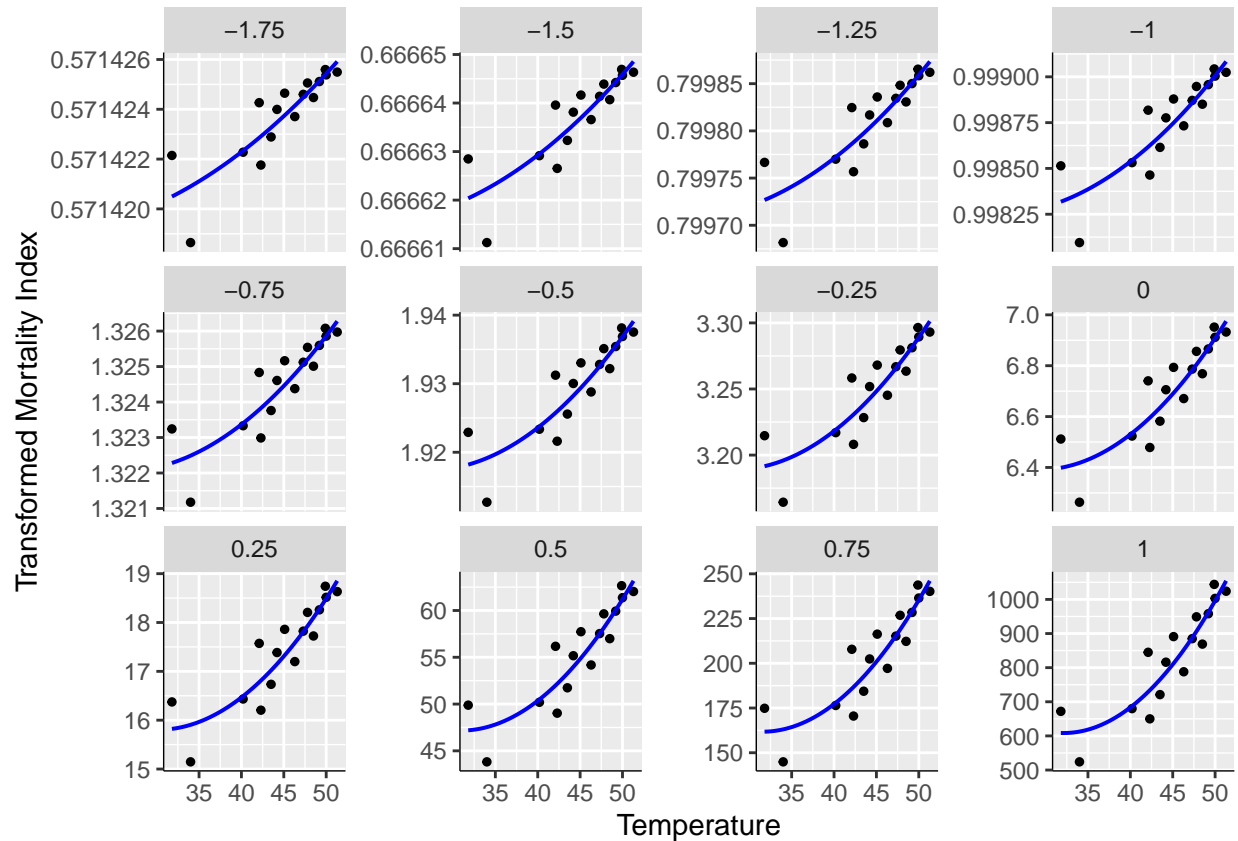 −1.75 −1.5 −1.25 −1
0.571426 0.66665 0.99900
0.571424 0.66664 0.79985 0.99875
0.571422 0.66663 0.79980 0.99850
0.571420 0.66662 0.79975 0.99825
0.66661 0.79970
−0.75 −0.5 −0.25 0
1.326 1.94 3.30 7.0
1.325 1.93 3.25 6.8
1.324 1.92 3.20 6.6
1.323 6.4
1.322
1.321
0.25 0.5 0.75 1
19 60 250 1000
18 55 225 900
17 50 200 800
16 45 175 700
15 150 600
500
35 40 45 50 35 40 45 50 35 40 45 50 35 40 45 50
Temperature
Transformed Mortality Index